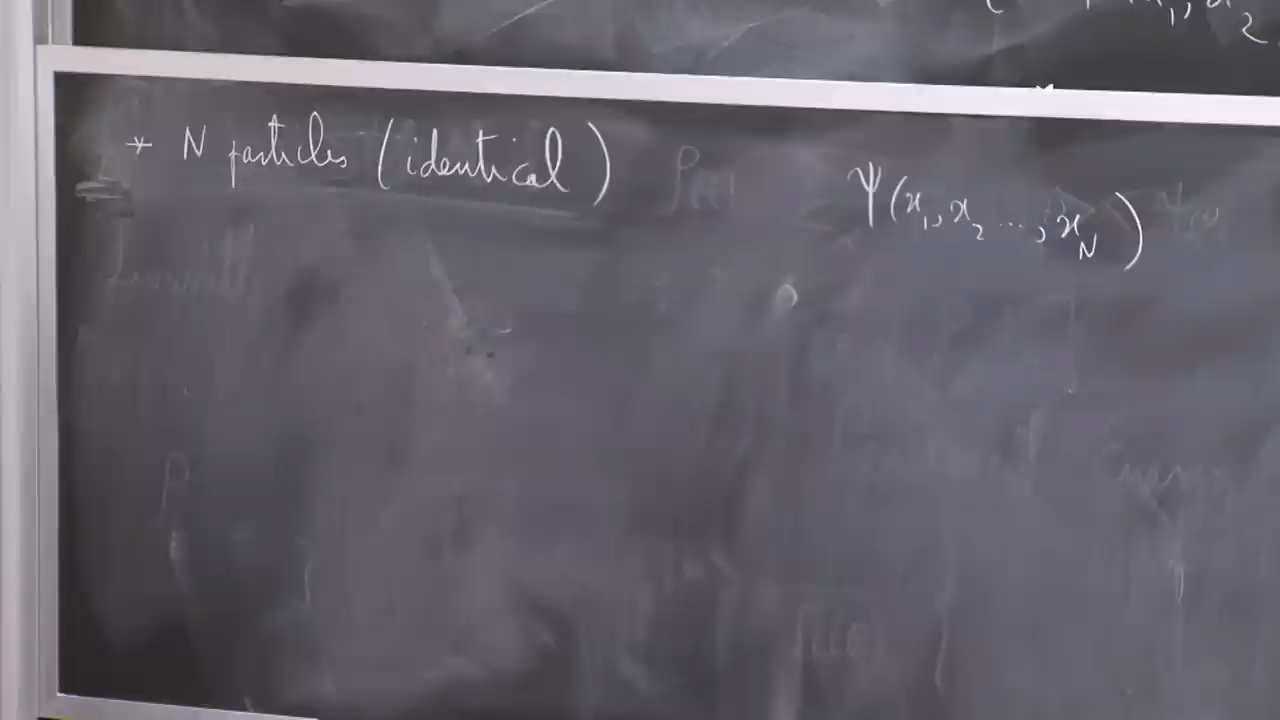 * N particles (identical)
Ψ(x₁, x₂ ..., x_N)